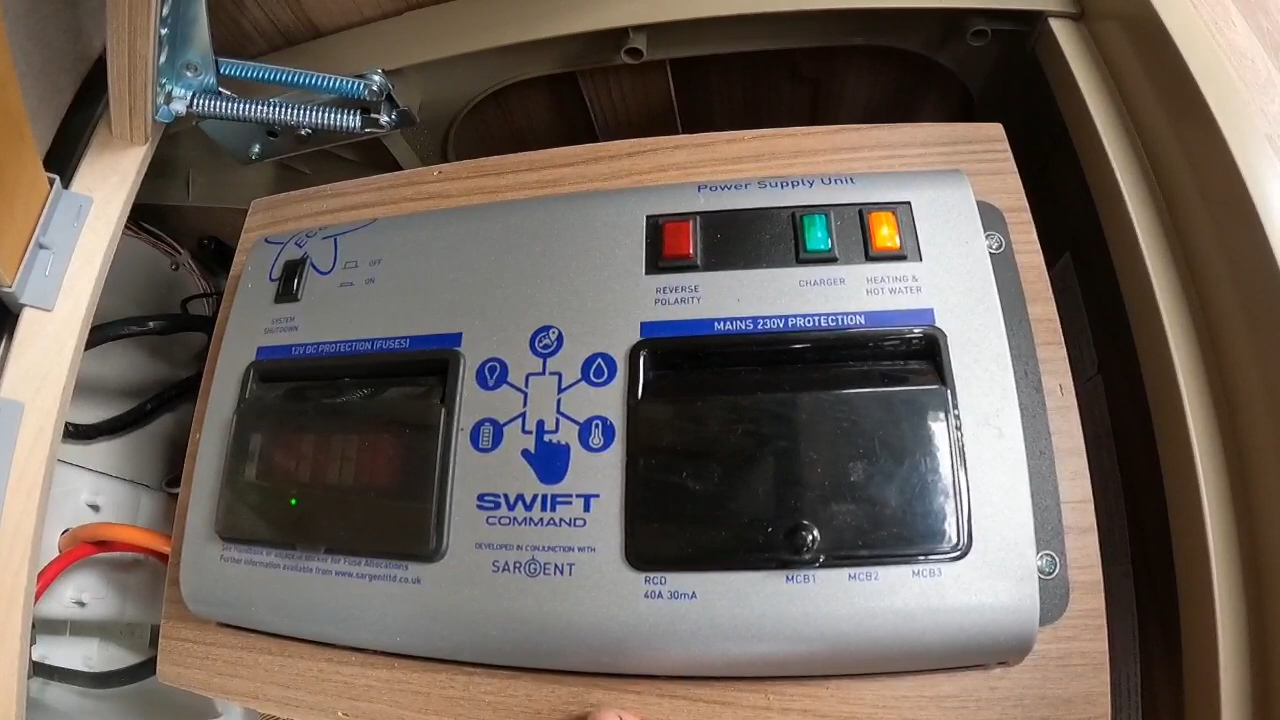 Power Supply Unit
ECO
OFF
ON
SYSTEM
SHUTDOWN
REVERSE
POLARITY
CHARGER
HEATING &
HOT WATER
12V DC PROTECTION (FUSES)
MAINS 230V PROTECTION
SWIFT
COMMAND
DEVELOPED IN CONJUNCTION WITH
SARGENT
See Handbook or adjacent sticker for Fuse Allocations
Further information available from www.sargentltd.co.uk
RCD
40A 30mA
MCB1
MCB2
MCB3